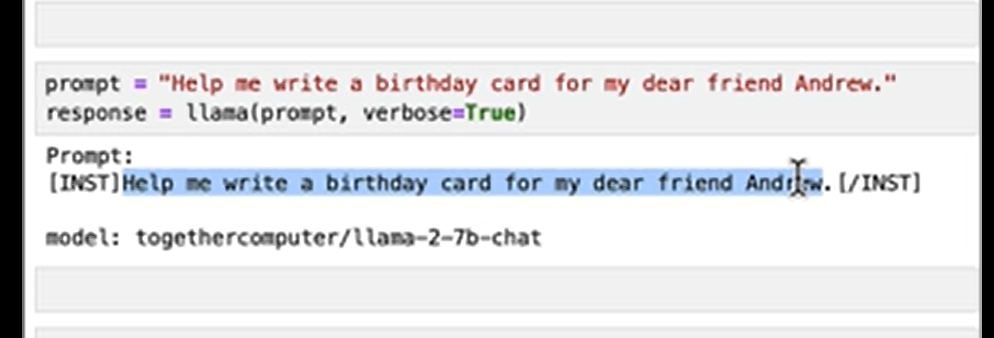 prompt = "Help me write a birthday card for my dear friend Andrew."
response = llama(prompt, verbose=True)
Prompt:
[INST]Help me write a birthday card for my dear friend Andrew.[/INST]
model: togethercomputer/llama-2-7b-chat